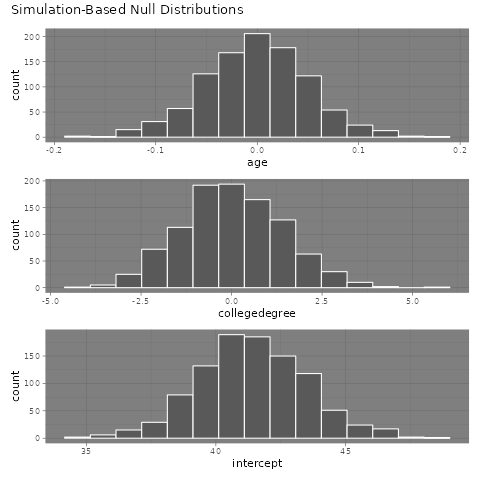 Simulation-Based Null Distributions
200
150
100
50
0
count
-0.2 -0.1 0.0 0.1 0.2
age
200
150
100
50
0
count
-5.0 -2.5 0.0 2.5 5.0
collegedegree
150
100
50
0
count
35 40 45
intercept